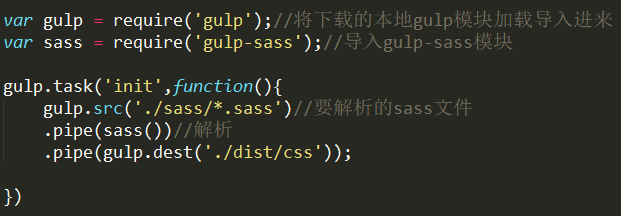 var gulp = require('gulp');//将下载的本地gulp模块加载导入进来
var sass = require('gulp-sass');//导入gulp-sass模块
gulp.task('init',function(){
gulp.src('./sass/*.sass')//要解析的sass文件
.pipe(sass())//解析
.pipe(gulp.dest('./dist/css'));
})